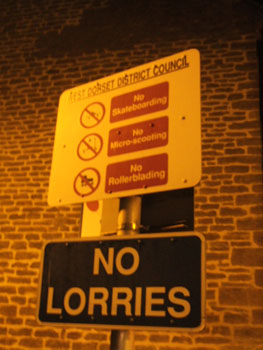 WEST DORSET DISTRICT COUNCIL
No
Skateboarding
No
Micro-scooting
No
Rollerblading
NO
LORRIES